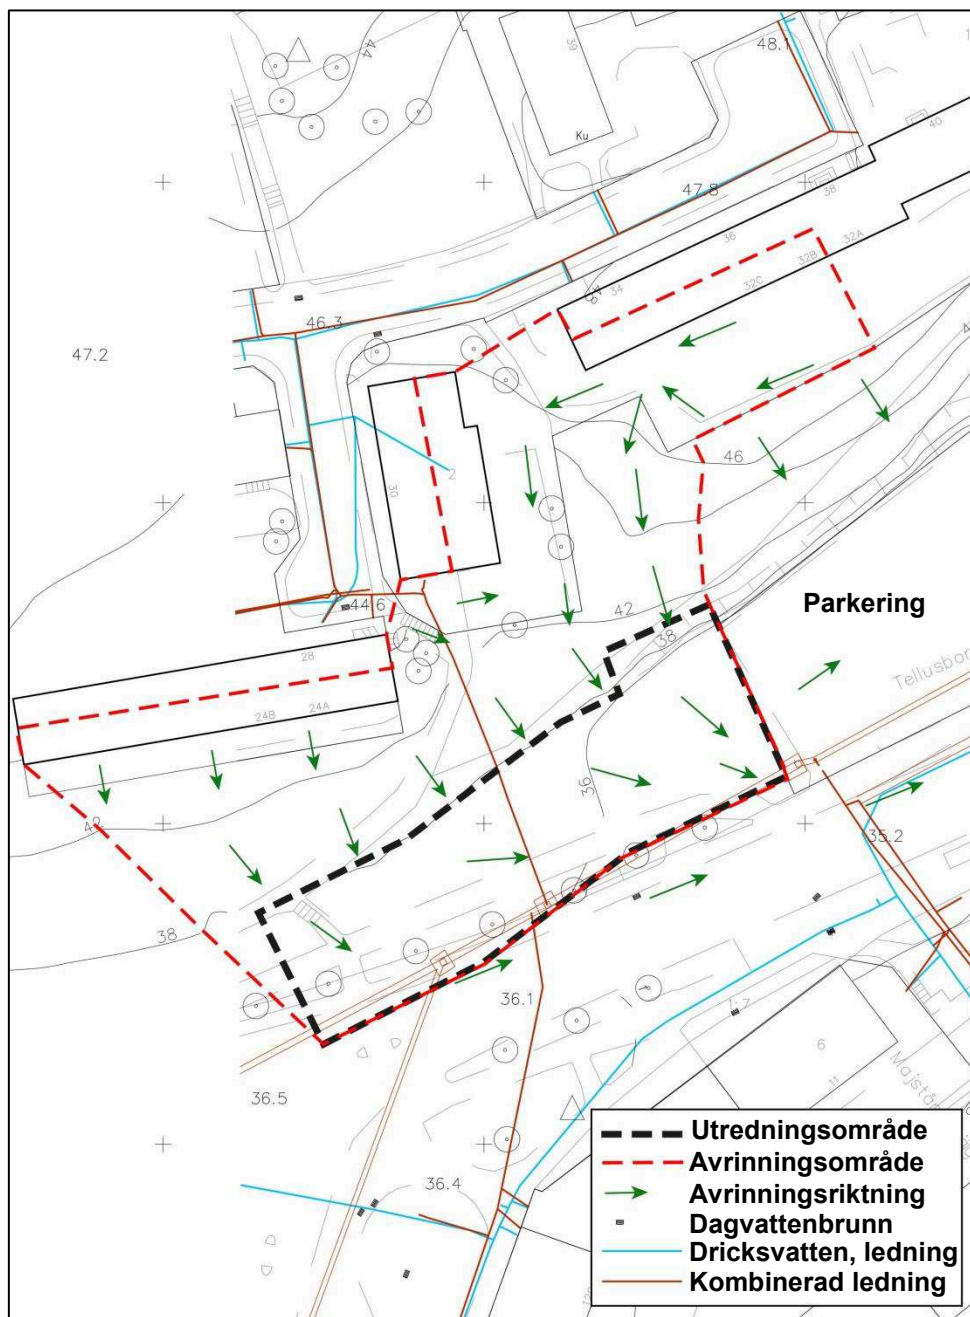 44
39
48.1
Ku
40
47.8
38
36
32A
32B
32C
34
46.3
47.2
2
46
30
44.6
42
38
Parkering
28
Tellusbor
24B
24A
36
42
35.2
38
36.1
6
11
36.5
36.4
Utredningsområde
Avrinningsområde
Avrinningsriktning
Dagvattenbrunn
Dricksvatten, ledning
Kombinerad ledning